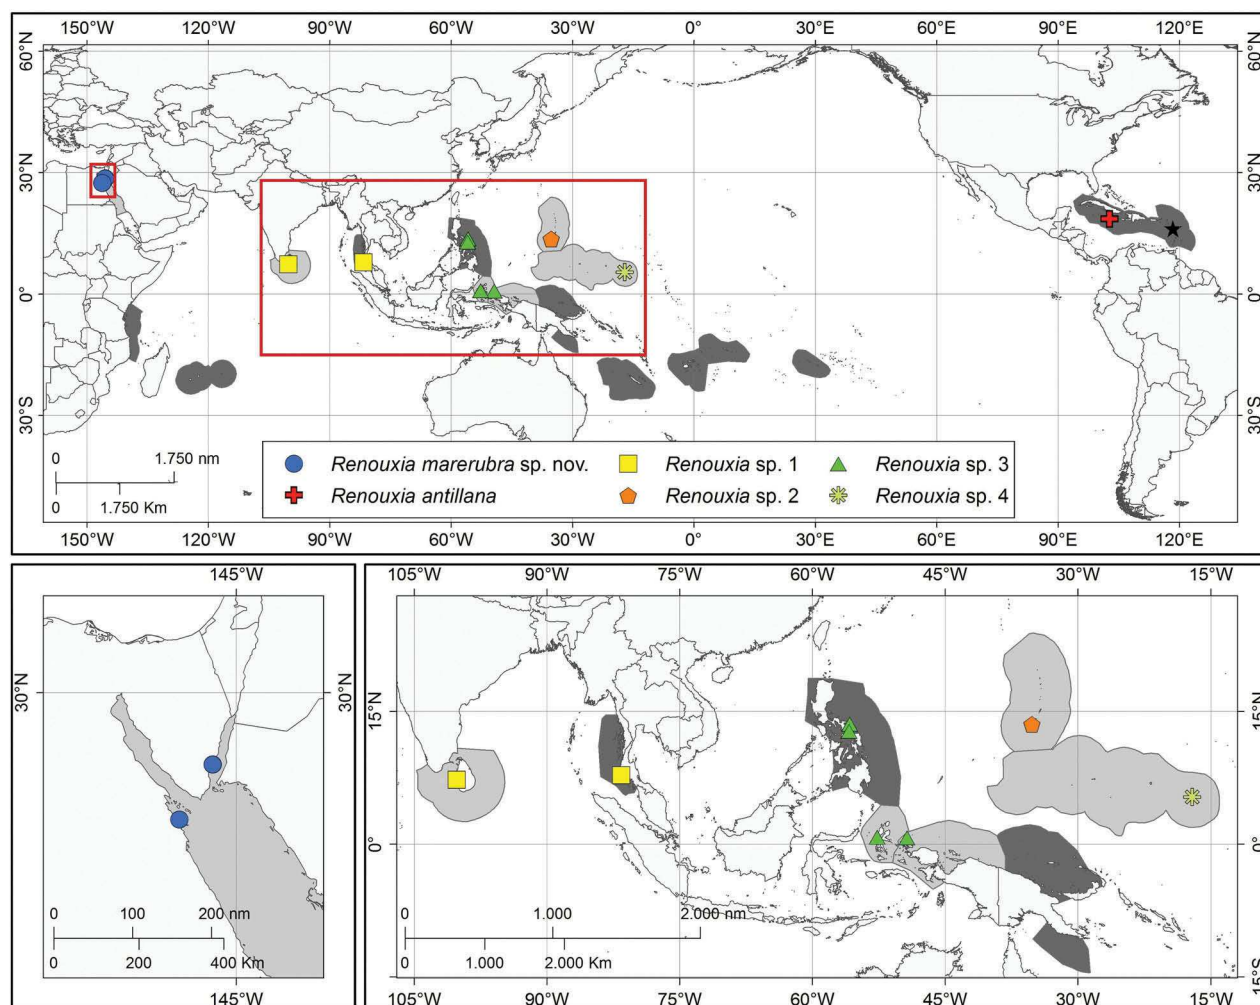 150°W 120°W 90°W 60°W 30°W 0° 30°W 60°W 90°E 120°E
60°N 60°N
30°N 30°N
0° 0°
30°S 30°S
0 1.750 nm
0 1.750 Km
Renouxia marerubra sp. nov. Renouxia sp. 1 Renouxia sp. 3
Renouxia antillana Renouxia sp. 2 Renouxia sp. 4
150°W 120°W 90°W 60°W 30°W 0° 30°W 60°W 90°E 120°E
145°W
30°N 30°N
0 100 200 nm
0 200 400 Km
145°W
105°W 90°W 75°W 60°W 45°W 30°W 15°W
15°N 15°N
0° 0°
0 1.000 2.000 nm
0 1.000 2.000 Km
15°S 15°S
105°W 90°W 75°W 60°W 45°W 30°W 15°W